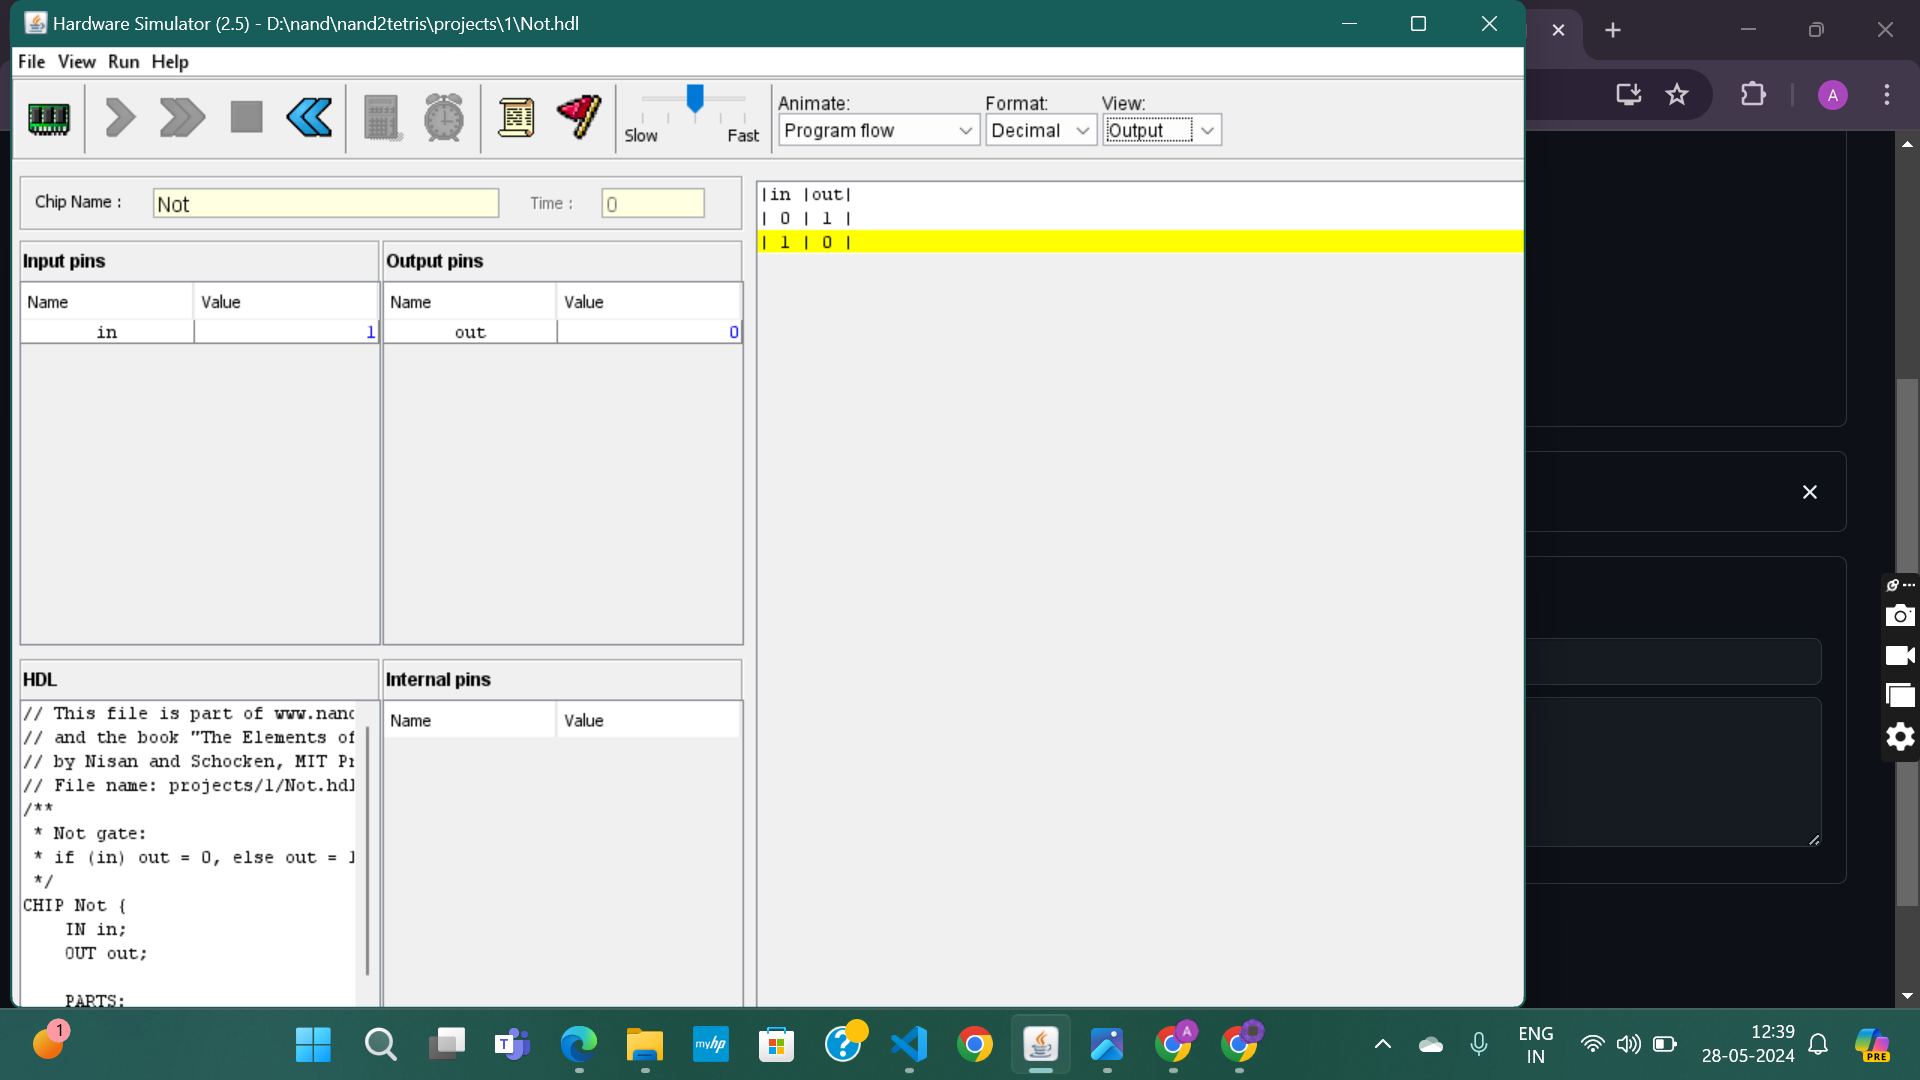 Hardware Simulator (2.5) - D:\nand\nand2tetris\projects\1\Not.hdl
File View Run Help
Slow Fast
Animate: Format: View:
Program flow Decimal Output
A
Chip Name : Not Time : 0
|in |out|
| 0 | 1 |
| 1 | 0 |
Input pins Output pins
Name Value Name Value
in 1 out 0
HDL Internal pins
Name Value
// This file is part of www.nand
// and the book "The Elements of
// by Nisan and Schocken, MIT Pr
// File name: projects/1/Not.hdl
/**
* Not gate:
* if (in) out = 0, else out = 1
*/
CHIP Not {
IN in;
OUT out;
PARTS:
1
T
myhp
?
A
ENG
IN
12:39
28-05-2024
PRE